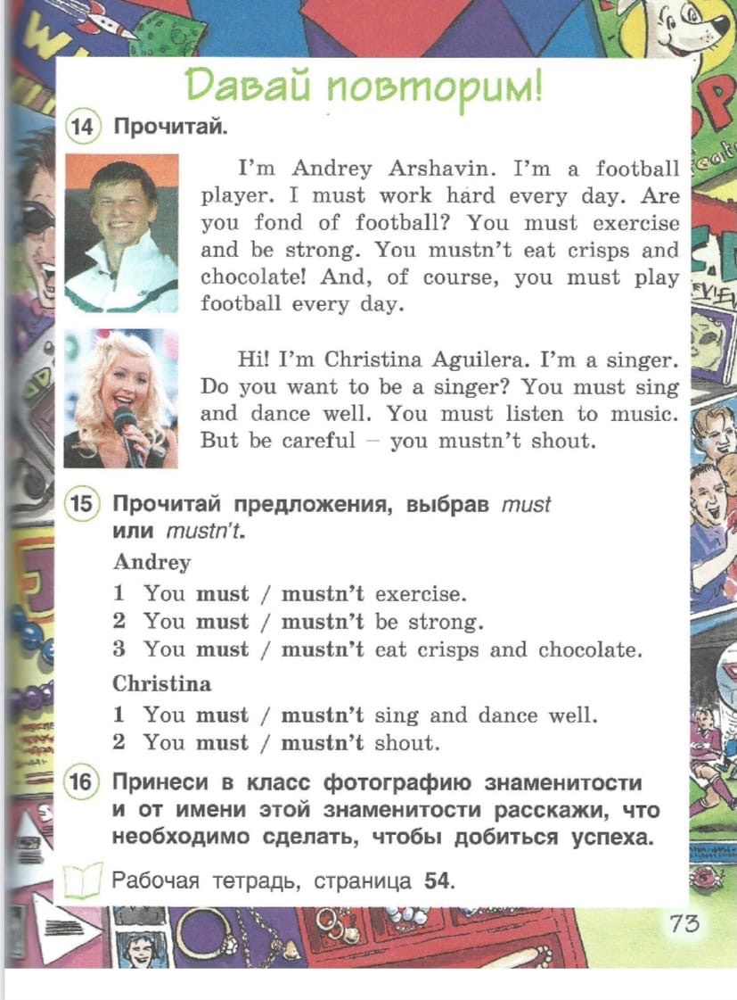 Давай повторим!
14 Прочитай.
I'm Andrey Arshavin. I'm a football
player. I must work hard every day. Are
you fond of football? You must exercise
and be strong. You mustn't eat crisps and
chocolate! And, of course, you must play
football every day.
Hi! I'm Christina Aguilera. I'm a singer.
Do you want to be a singer? You must sing
and dance well. You must listen to music.
But be careful – you mustn't shout.
15 Прочитай предложения, выбрав must
или mustn't.
Andrey
1 You must / mustn't exercise.
2 You must / mustn't be strong.
3 You must / mustn't eat crisps and chocolate.
Christina
1 You must / mustn't sing and dance well.
2 You must / mustn't shout.
16 Принеси в класс фотографию знаменитости
и от имени этой знаменитости расскажи, что
необходимо сделать, чтобы добиться успеха.
Рабочая тетрадь, страница 54.
73